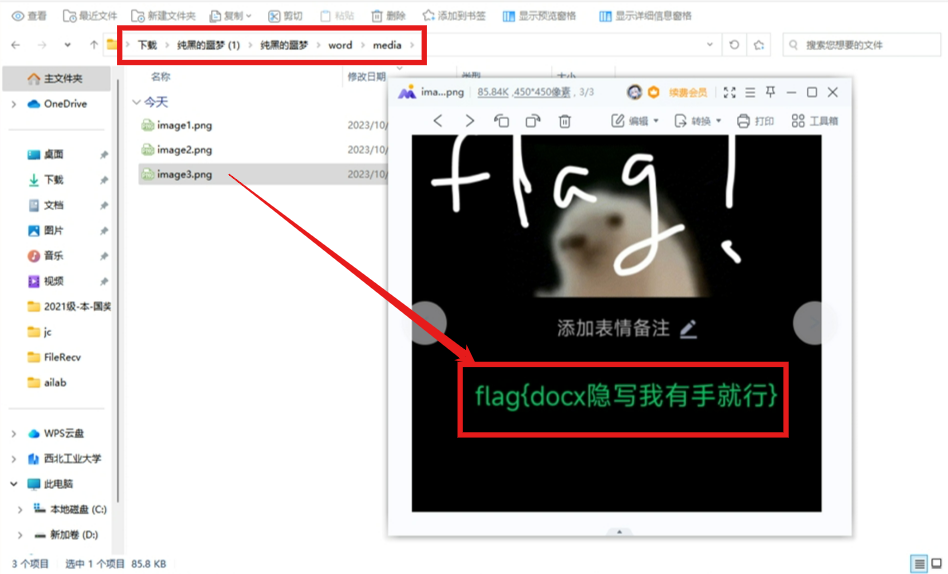 查看 最近文件 新建文件夹 复制 剪切 粘贴 删除 添加到书签 显示预览窗格 显示详细信息窗格
下载 纯黑的噩梦 (1) 纯黑的噩梦 word media 搜索您想要的文件
主文件夹
OneDrive
桌面
下载
文档
图片
音乐
视频
2021级-本-国奖
jc
FileRecv
ailab
WPS云盘
西北工业大学
此电脑
本地磁盘 (C:)
新加卷 (D:)
名称 修改日期 类型 大小
今天
image1.png 2023/10/
image2.png 2023/10/
image3.png 2023/10/
ima...png 85.84K 450*450像素 , 3/3 续费会员
编辑 转换 打印 工具箱
flag!
添加表情备注
flag{docx隐写我有手就行}
3 个项目 选中 1 个项目 85.8 KB